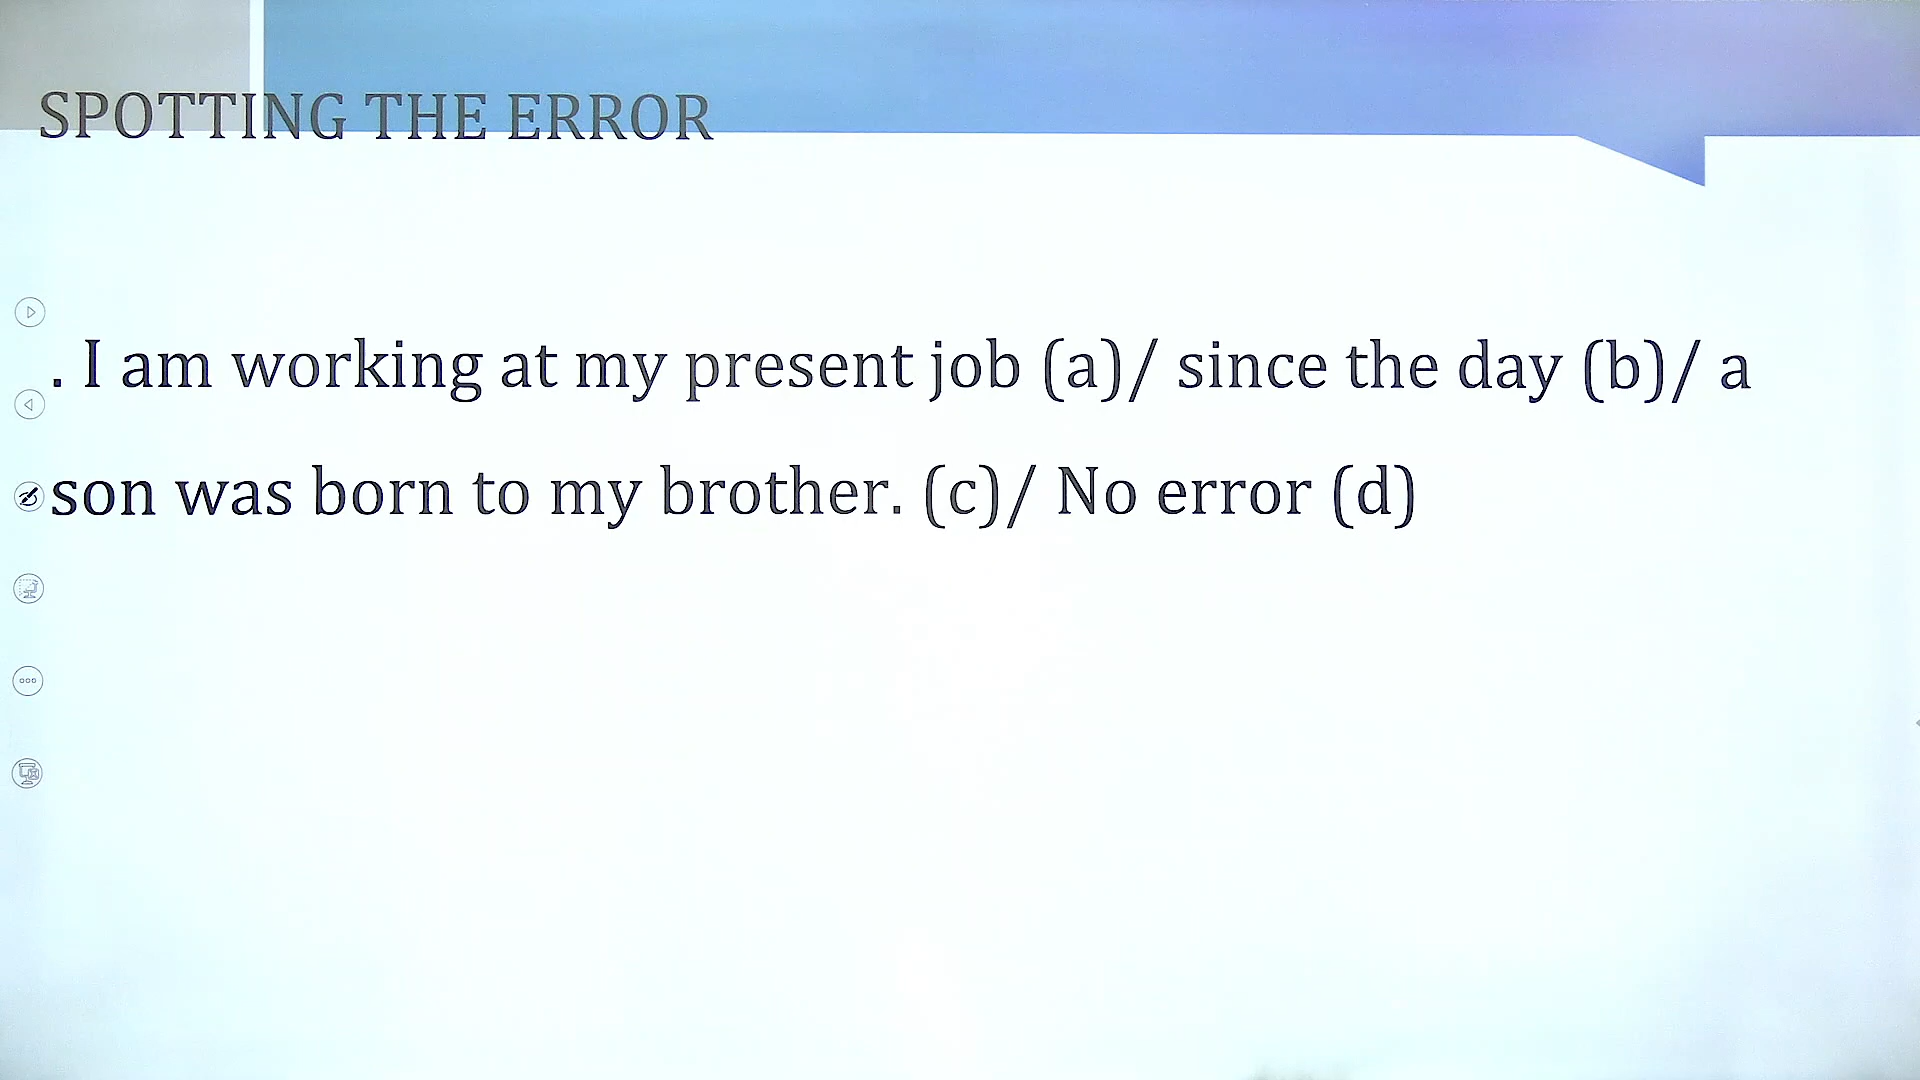 SPOTTING THE ERROR
. I am working at my present job (a)/ since the day (b)/ a
son was born to my brother. (c)/ No error (d)